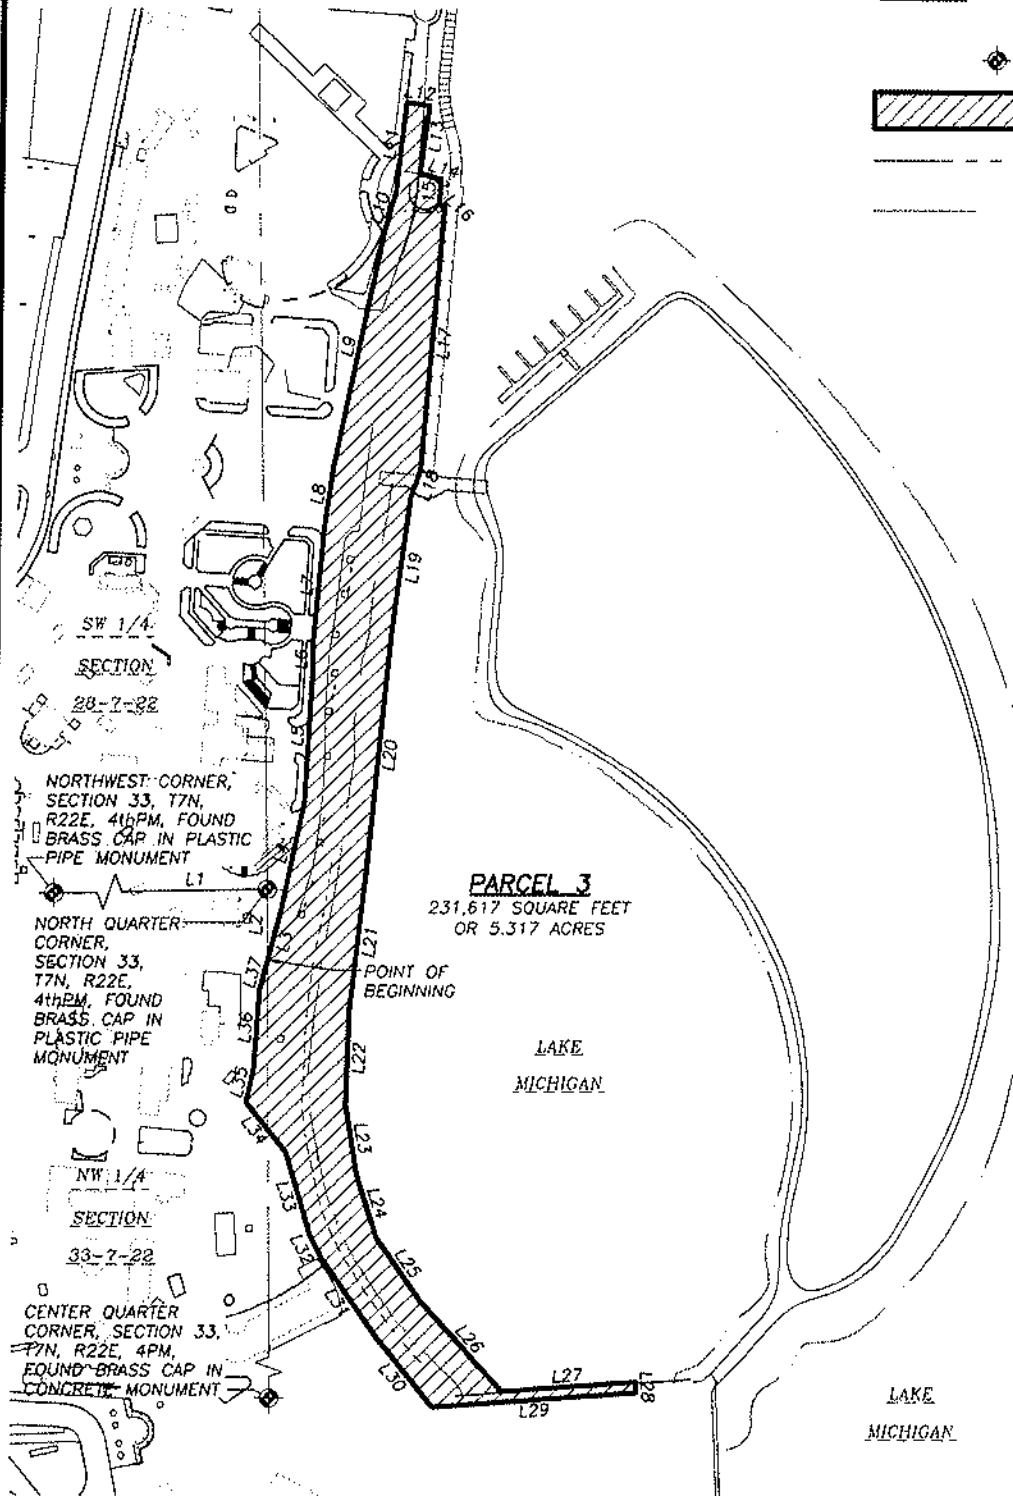 L12
L11
L13
L14
L10
15
L16
L9
L17
L8
L18
L7
L19
SW 1/4
L6
SECTION
28-7-22
L5
L20
NORTHWEST CORNER,
SECTION 33, T7N,
R22E, 4thPM, FOUND
BRASS CAP IN PLASTIC
PIPE MONUMENT
L1
PARCEL 3
231,617 SQUARE FEET
OR 5.317 ACRES
NORTH QUARTER
CORNER,
SECTION 33,
T7N, R22E,
4thPM, FOUND
BRASS CAP IN
PLASTIC PIPE
MONUMENT
L2
L3
L21
L37
POINT OF
BEGINNING
L36
L22
LAKE
MICHIGAN
L35
L34
L23
NW 1/4
L33
L24
SECTION
L32
33-7-22
L25
L31
CENTER QUARTER
CORNER, SECTION 33,
T7N, R22E, 4PM,
FOUND BRASS CAP IN
CONCRETE MONUMENT
L26
L30
L27
L28
L29
LAKE
MICHIGAN